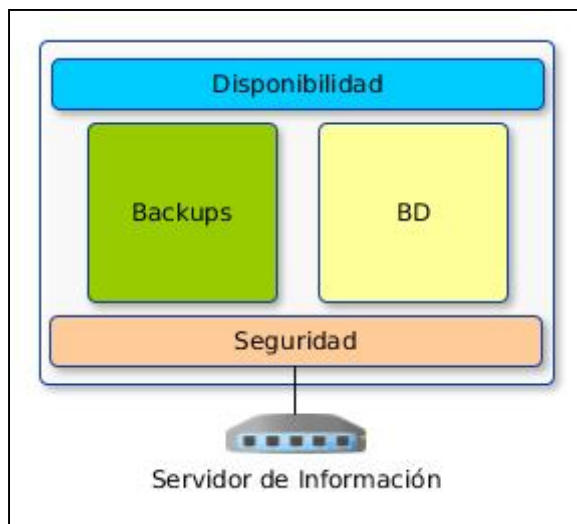 Disponibilidad
Backups
BD
Seguridad
Servidor de Información